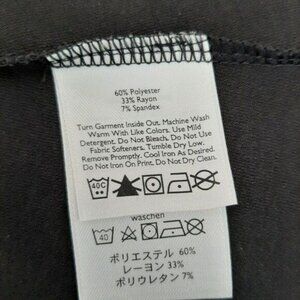 60% Polyester
33% Rayon
7% Spandex
Turn Garment Inside Out. Machine Wash
Warm With Like Colors. Use Mild
Detergent. Do Not Bleach. Do Not Use
Fabric Softeners. Tumble Dry Low.
Remove Promptly. Cool Iron As Desired.
Do Not Iron On Print. Do Not Dry Clean.
40C
waschen
40
ポリエステル 60%
レーヨン 33%
ポリウレタン 7%